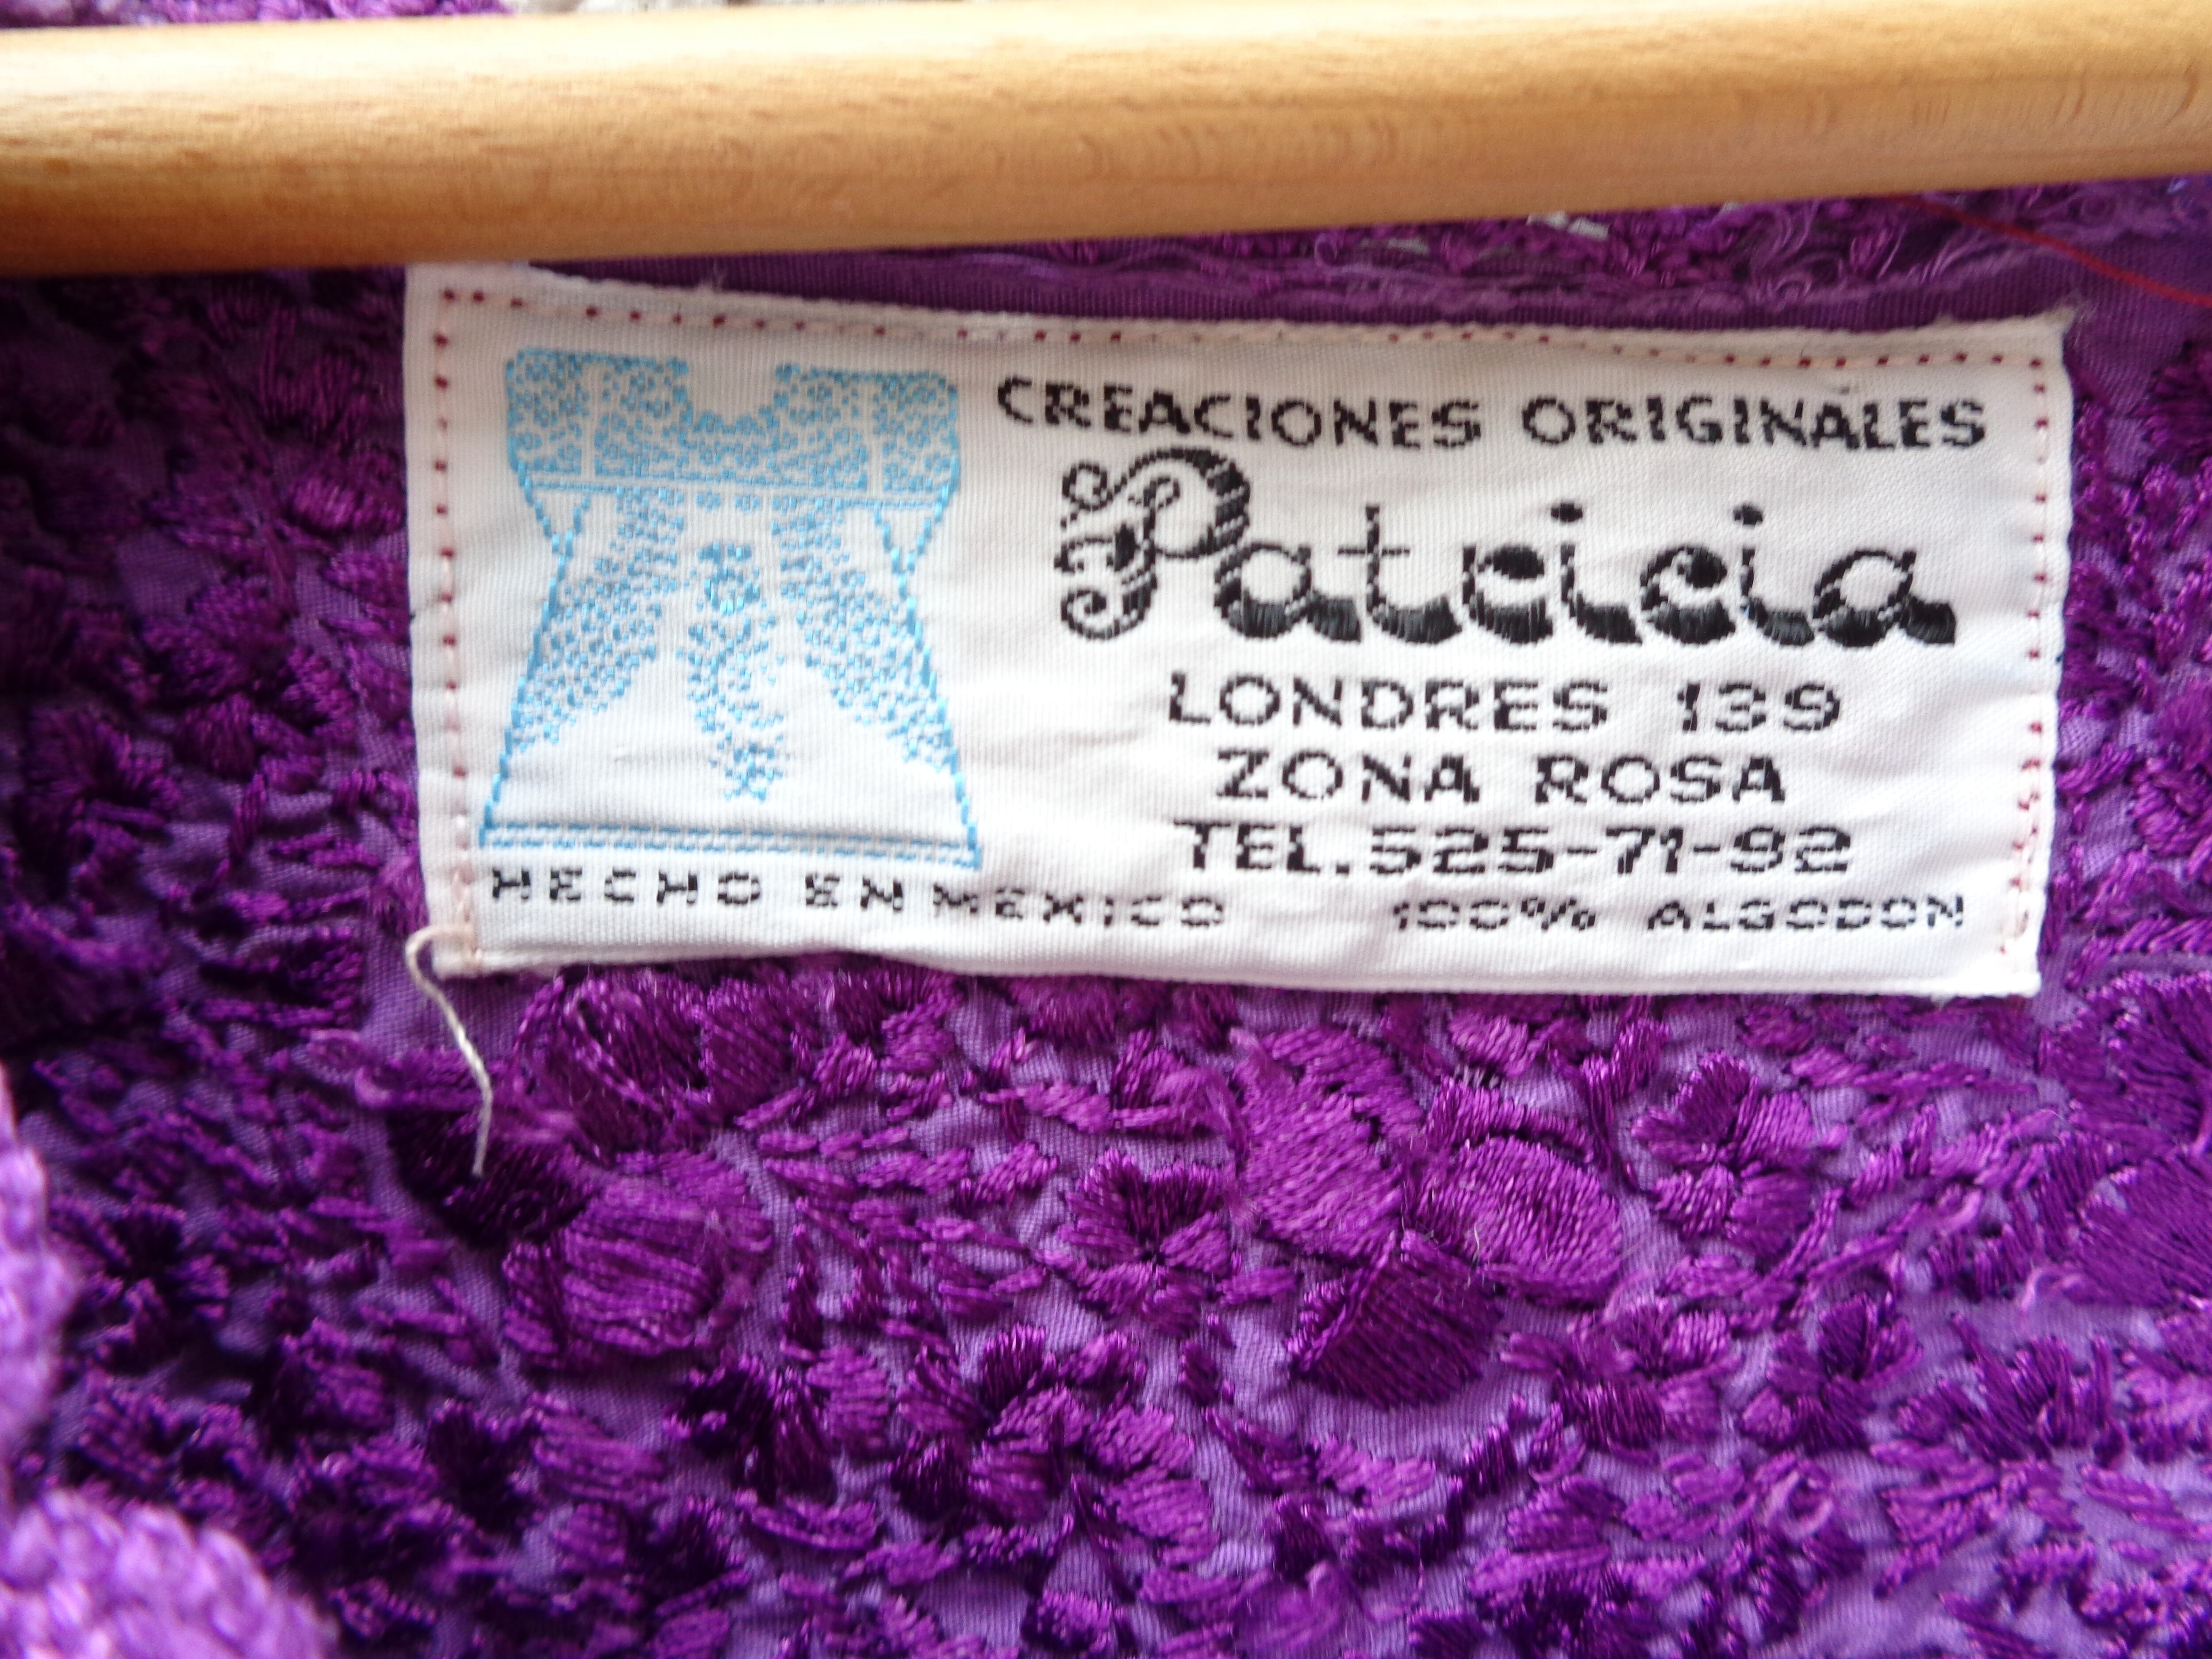 CREACIONES ORIGINALES
Patricia
LONDRES 139
ZONA ROSA
TEL. 525-71-92
HECHO EN MEXICO 100% ALGODON